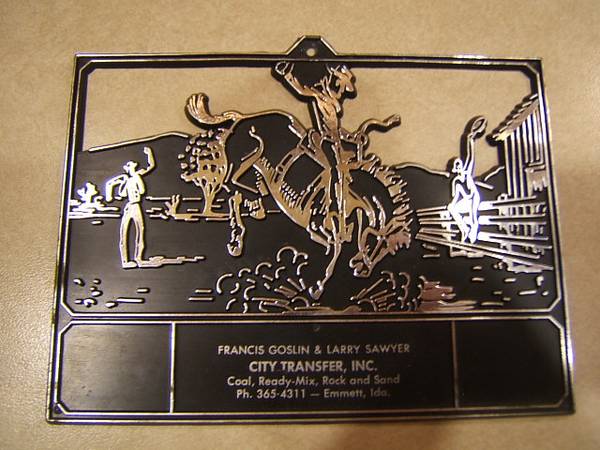 FRANCIS GOSLIN & LARRY SAWYER
CITY TRANSFER, INC.
Coal, Ready-Mix, Rock and Sand
Ph. 365-4311 — Emmett, Ida.